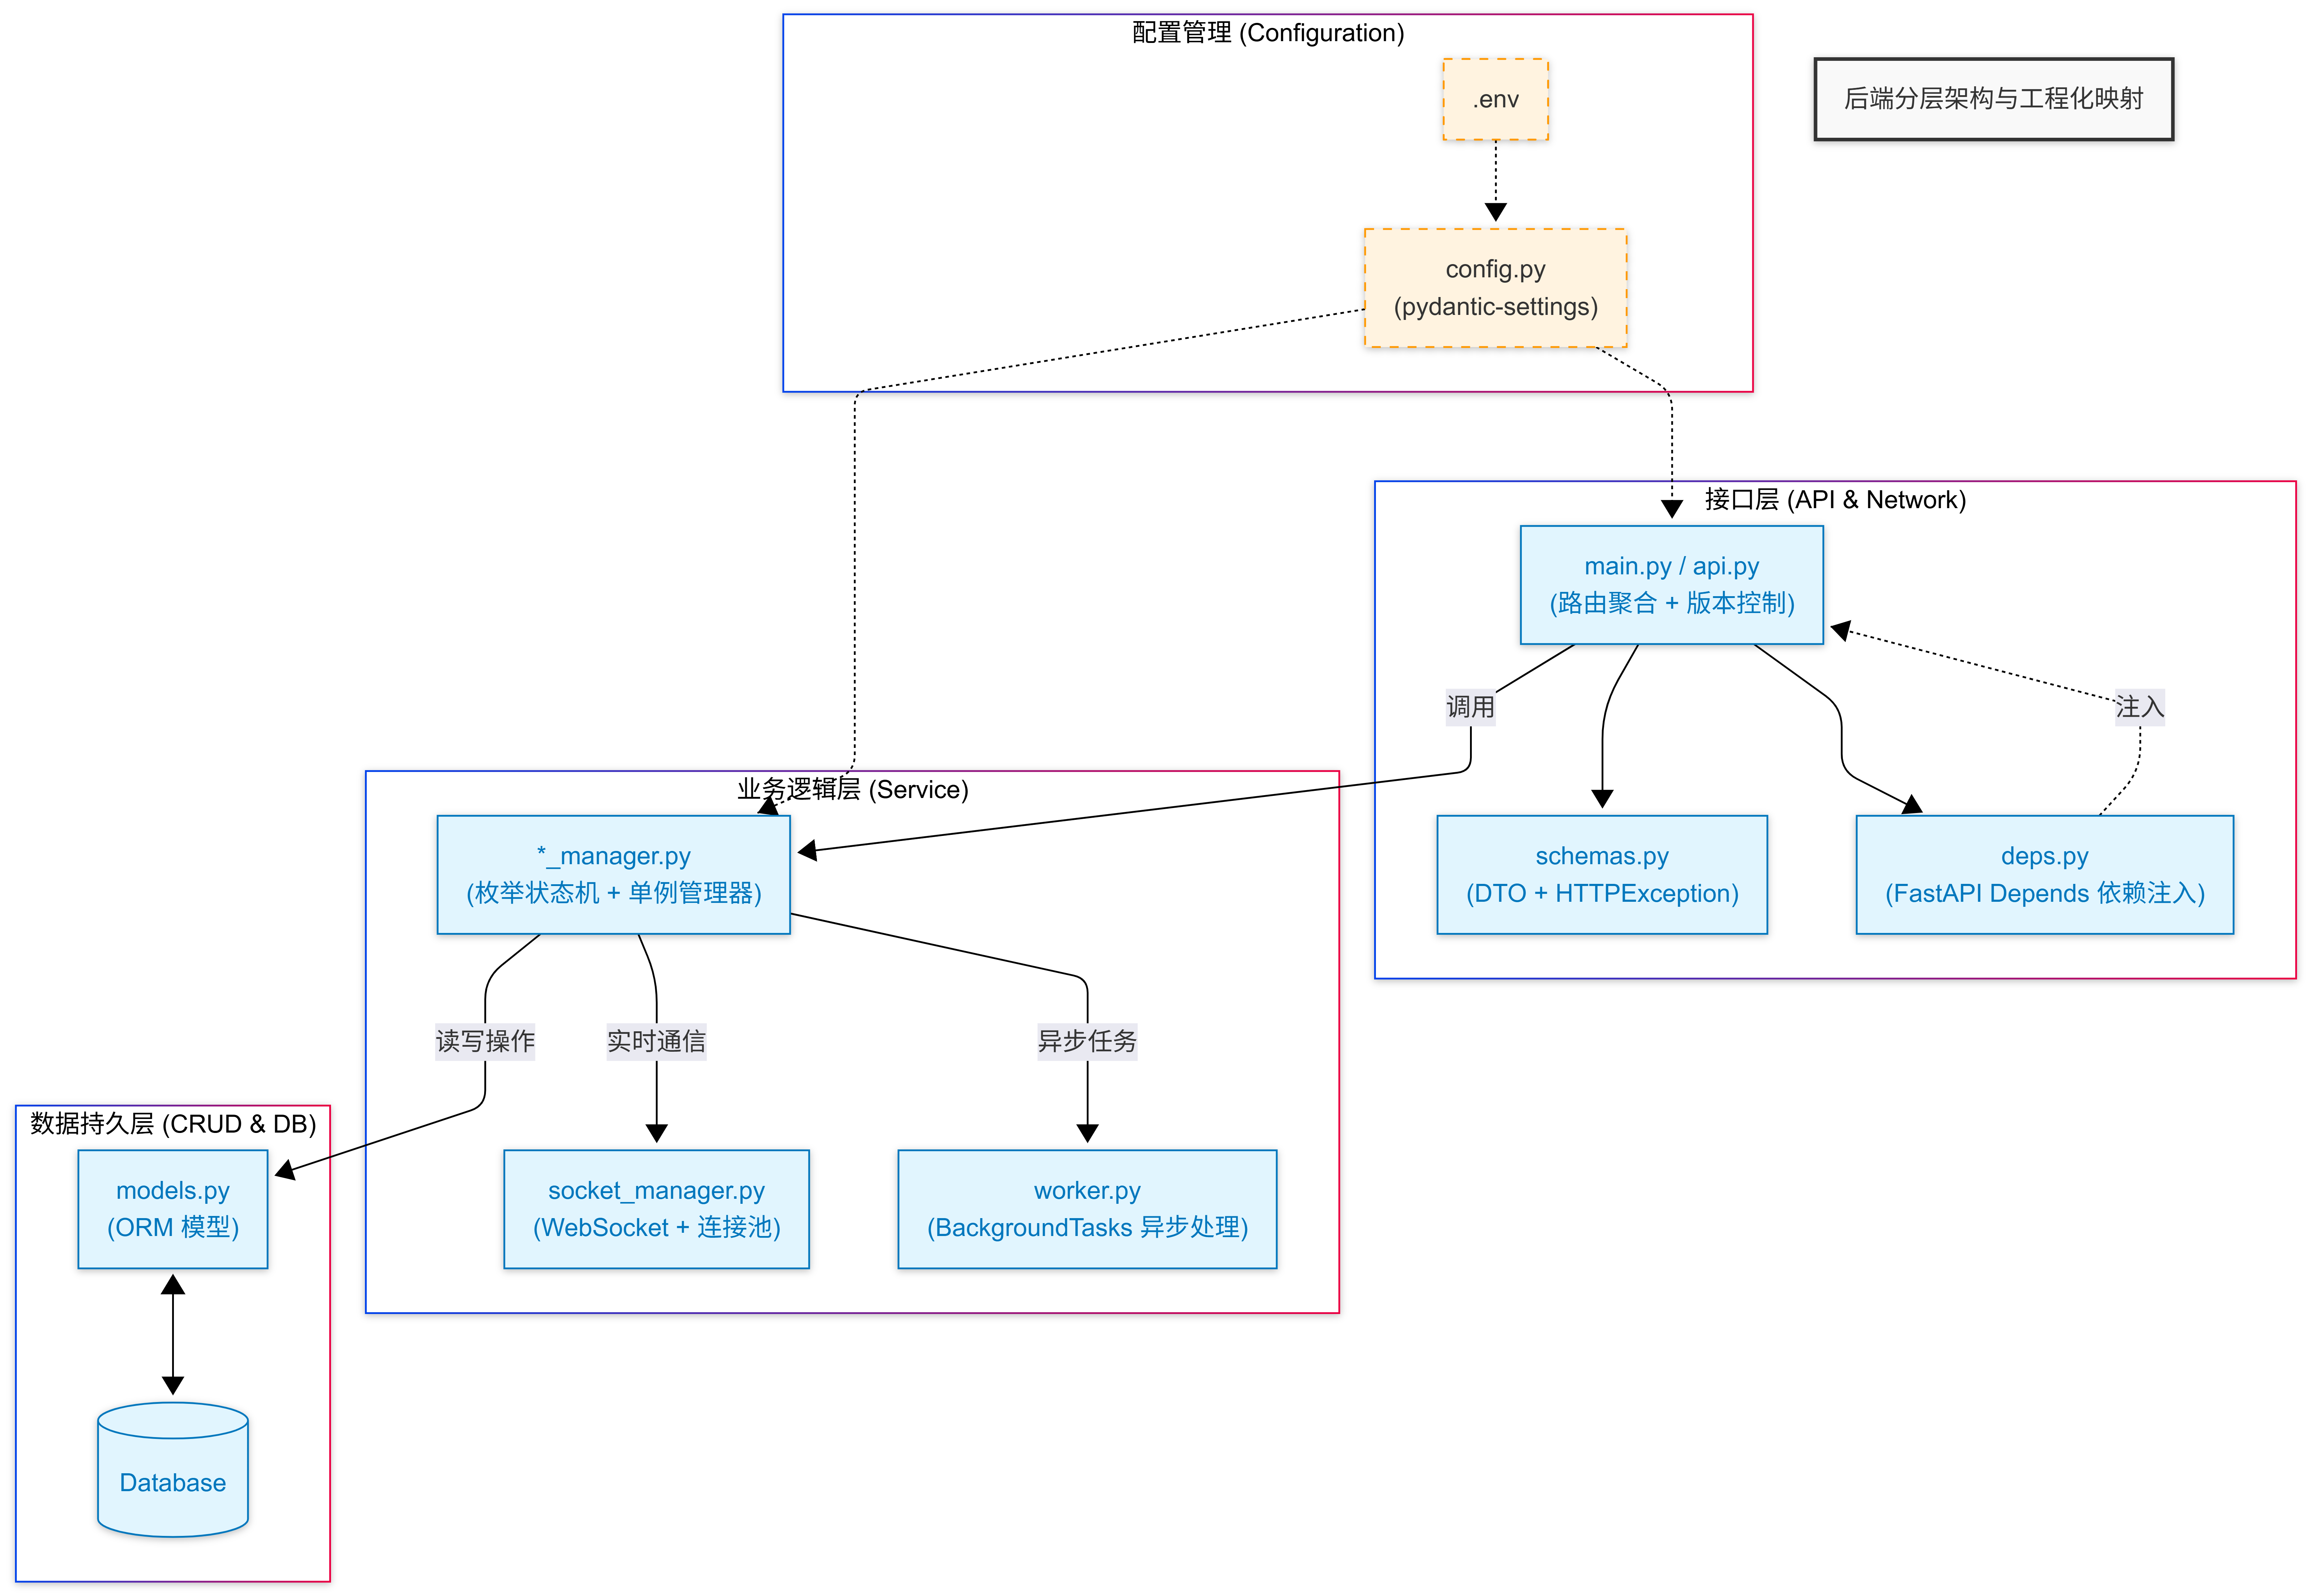 配置管理 (Configuration)
.env
后端分层架构与工程化映射
config.py
(pydantic-settings)
接口层 (API & Network)
main.py / api.py
(路由聚合 + 版本控制)
调用
注入
业务逻辑层 (Service)
*_manager.py
(枚举状态机 + 单例管理器)
schemas.py
(DTO + HTTPException)
deps.py
(FastAPI Depends 依赖注入)
读写操作
实时通信
异步任务
数据持久层 (CRUD & DB)
models.py
(ORM 模型)
socket_manager.py
(WebSocket + 连接池)
worker.py
(BackgroundTasks 异步处理)
Database